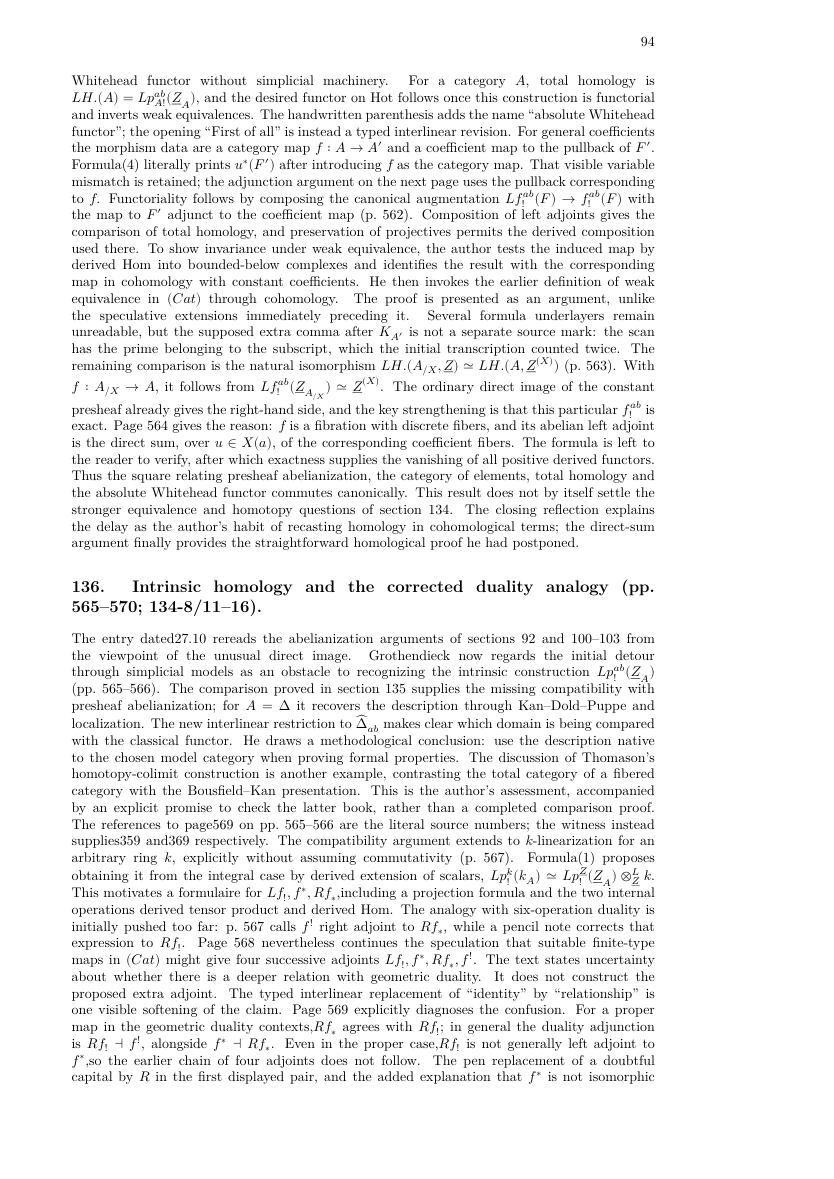 94
Whitehead functor without simplicial machinery. For a category A, total homology is
LH.(A) = Lp^{ab}_{A!}(Z_A), and the desired functor on Hot follows once this construction is functorial
and inverts weak equivalences. The handwritten parenthesis adds the name “absolute Whitehead
functor”; the opening “First of all” is instead a typed interlinear revision. For general coefficients
the morphism data are a category map f : A → A′ and a coefficient map to the pullback of F′.
Formula(4) literally prints u*(F′) after introducing f as the category map. That visible variable
mismatch is retained; the adjunction argument on the next page uses the pullback corresponding
to f. Functoriality follows by composing the canonical augmentation Lf_!^{ab}(F) → f_!^{ab}(F) with
the map to F′ adjunct to the coefficient map (p. 562). Composition of left adjoints gives the
comparison of total homology, and preservation of projectives permits the derived composition
used there. To show invariance under weak equivalence, the author tests the induced map by
derived Hom into bounded-below complexes and identifies the result with the corresponding
map in cohomology with constant coefficients. He then invokes the earlier definition of weak
equivalence in (Cat) through cohomology. The proof is presented as an argument, unlike
the speculative extensions immediately preceding it. Several formula underlayers remain
unreadable, but the supposed extra comma after K_{A′} is not a separate source mark: the scan
has the prime belonging to the subscript, which the initial transcription counted twice. The
remaining comparison is the natural isomorphism LH.(A_{/X}, Z) ≃ LH.(A, Z^{(X)}) (p. 563). With
f : A_{/X} → A, it follows from Lf_!^{ab}(Z_{A_{/X}}) ≃ Z^{(X)}. The ordinary direct image of the constant
presheaf already gives the right-hand side, and the key strengthening is that this particular f_!^{ab} is
exact. Page 564 gives the reason: f is a fibration with discrete fibers, and its abelian left adjoint
is the direct sum, over u ∈ X(a), of the corresponding coefficient fibers. The formula is left to
the reader to verify, after which exactness supplies the vanishing of all positive derived functors.
Thus the square relating presheaf abelianization, the category of elements, total homology and
the absolute Whitehead functor commutes canonically. This result does not by itself settle the
stronger equivalence and homotopy questions of section 134. The closing reflection explains
the delay as the author’s habit of recasting homology in cohomological terms; the direct-sum
argument finally provides the straightforward homological proof he had postponed.
136. Intrinsic homology and the corrected duality analogy (pp.
565–570; 134-8/11–16).
The entry dated27.10 rereads the abelianization arguments of sections 92 and 100–103 from
the viewpoint of the unusual direct image. Grothendieck now regards the initial detour
through simplicial models as an obstacle to recognizing the intrinsic construction Lp_!^{ab}(Z_A)
(pp. 565–566). The comparison proved in section 135 supplies the missing compatibility with
presheaf abelianization; for A = Δ it recovers the description through Kan–Dold–Puppe and
localization. The new interlinear restriction to Δ̂_{ab} makes clear which domain is being compared
with the classical functor. He draws a methodological conclusion: use the description native
to the chosen model category when proving formal properties. The discussion of Thomason’s
homotopy-colimit construction is another example, contrasting the total category of a fibered
category with the Bousfield–Kan presentation. This is the author’s assessment, accompanied
by an explicit promise to check the latter book, rather than a completed comparison proof.
The references to page569 on pp. 565–566 are the literal source numbers; the witness instead
supplies359 and369 respectively. The compatibility argument extends to k-linearization for an
arbitrary ring k, explicitly without assuming commutativity (p. 567). Formula(1) proposes
obtaining it from the integral case by derived extension of scalars, Lp_!^k(k_A) ≃ Lp_!^Z(Z_A) ⊗_Z^L k.
This motivates a formulaire for Lf_!, f*, Rf_*,including a projection formula and the two internal
operations derived tensor product and derived Hom. The analogy with six-operation duality is
initially pushed too far: p. 567 calls f^! right adjoint to Rf_*, while a pencil note corrects that
expression to Rf_!. Page 568 nevertheless continues the speculation that suitable finite-type
maps in (Cat) might give four successive adjoints Lf_!, f*, Rf_*, f^!. The text states uncertainty
about whether there is a deeper relation with geometric duality. It does not construct the
proposed extra adjoint. The typed interlinear replacement of “identity” by “relationship” is
one visible softening of the claim. Page 569 explicitly diagnoses the confusion. For a proper
map in the geometric duality contexts,Rf_* agrees with Rf_!; in general the duality adjunction
is Rf_! ⊣ f^!, alongside f* ⊣ Rf_*. Even in the proper case,Rf_! is not generally left adjoint to
f*,so the earlier chain of four adjoints does not follow. The pen replacement of a doubtful
capital by R in the first displayed pair, and the added explanation that f* is not isomorphic